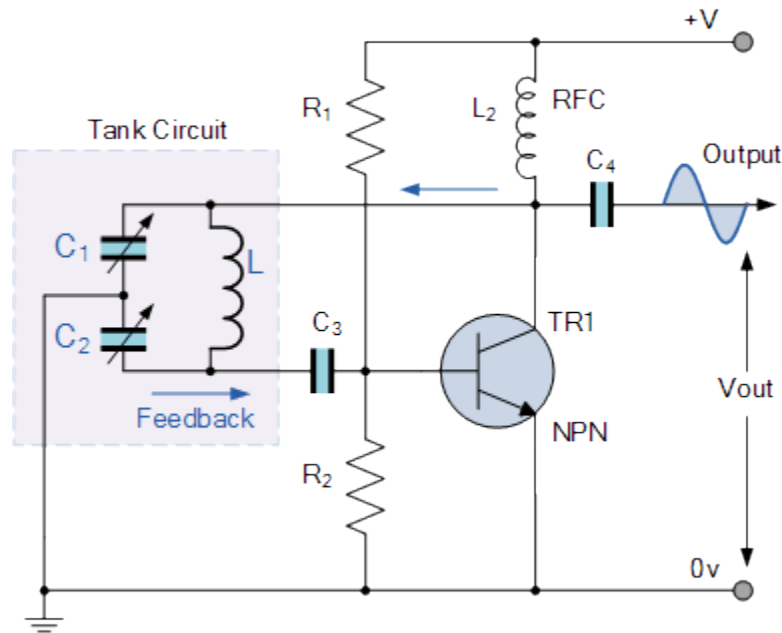 +V
R₁
L₂
RFC
Tank Circuit
C₄
Output
C₁
L
C₂
C₃
TR1
Vout
Feedback
NPN
R₂
0v